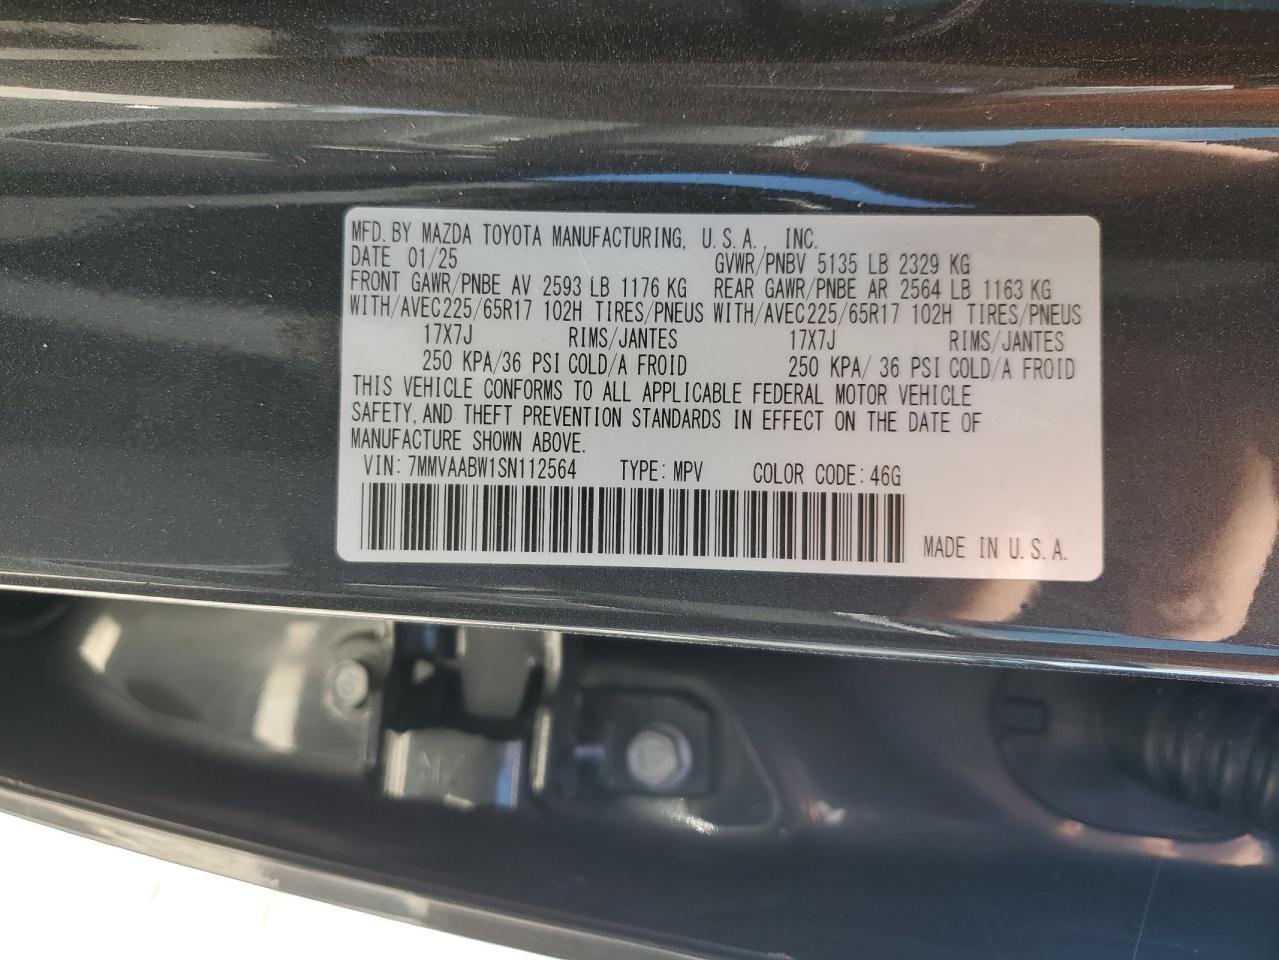 MFD. BY MAZDA TOYOTA MANUFACTURING, U.S.A., INC.
DATE 01/25 GVWR/PNBV 5135 LB 2329 KG
FRONT GAWR/PNBE AV 2593 LB 1176 KG REAR GAWR/PNBE AR 2564 LB 1163 KG
WITH/AVEC225/65R17 102H TIRES/PNEUS WITH/AVEC225/65R17 102H TIRES/PNEUS
17X7J RIMS/JANTES 17X7J RIMS/JANTES
250 KPA/36 PSI COLD/A FROID 250 KPA/ 36 PSI COLD/A FROID
THIS VEHICLE CONFORMS TO ALL APPLICABLE FEDERAL MOTOR VEHICLE
SAFETY, AND THEFT PREVENTION STANDARDS IN EFFECT ON THE DATE OF
MANUFACTURE SHOWN ABOVE.
VIN: 7MMVAABW1SN112564 TYPE: MPV COLOR CODE: 46G
MADE IN U.S.A.